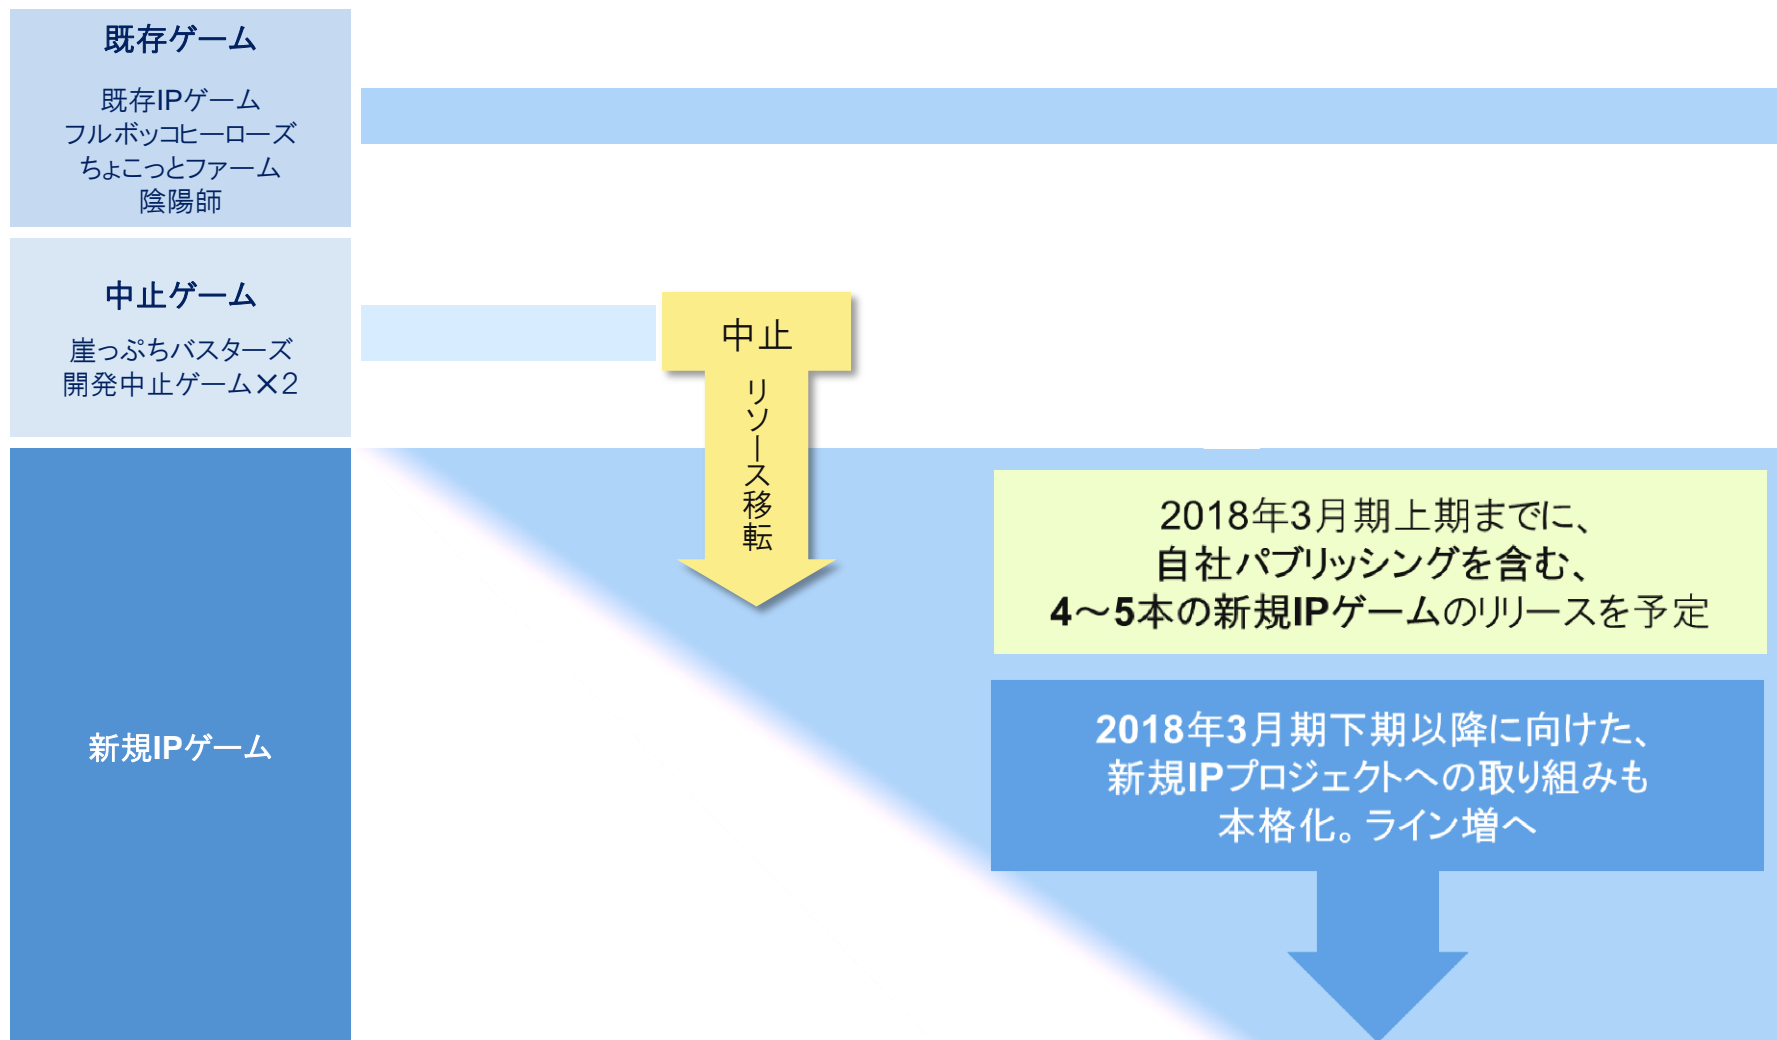 既存ゲーム
既存IPゲーム
フルボッコヒーローズ
ちょこっとファーム
陰陽師
中止ゲーム
崖っぷちバスターズ
開発中止ゲーム×2
中止
リソース移転
新規IPゲーム
2018年3月期上期までに、
自社パブリッシングを含む、
4～5本の新規IPゲームのリリースを予定
2018年3月期下期以降に向けた、
新規IPプロジェクトへの取り組みも
本格化。ライン増へ